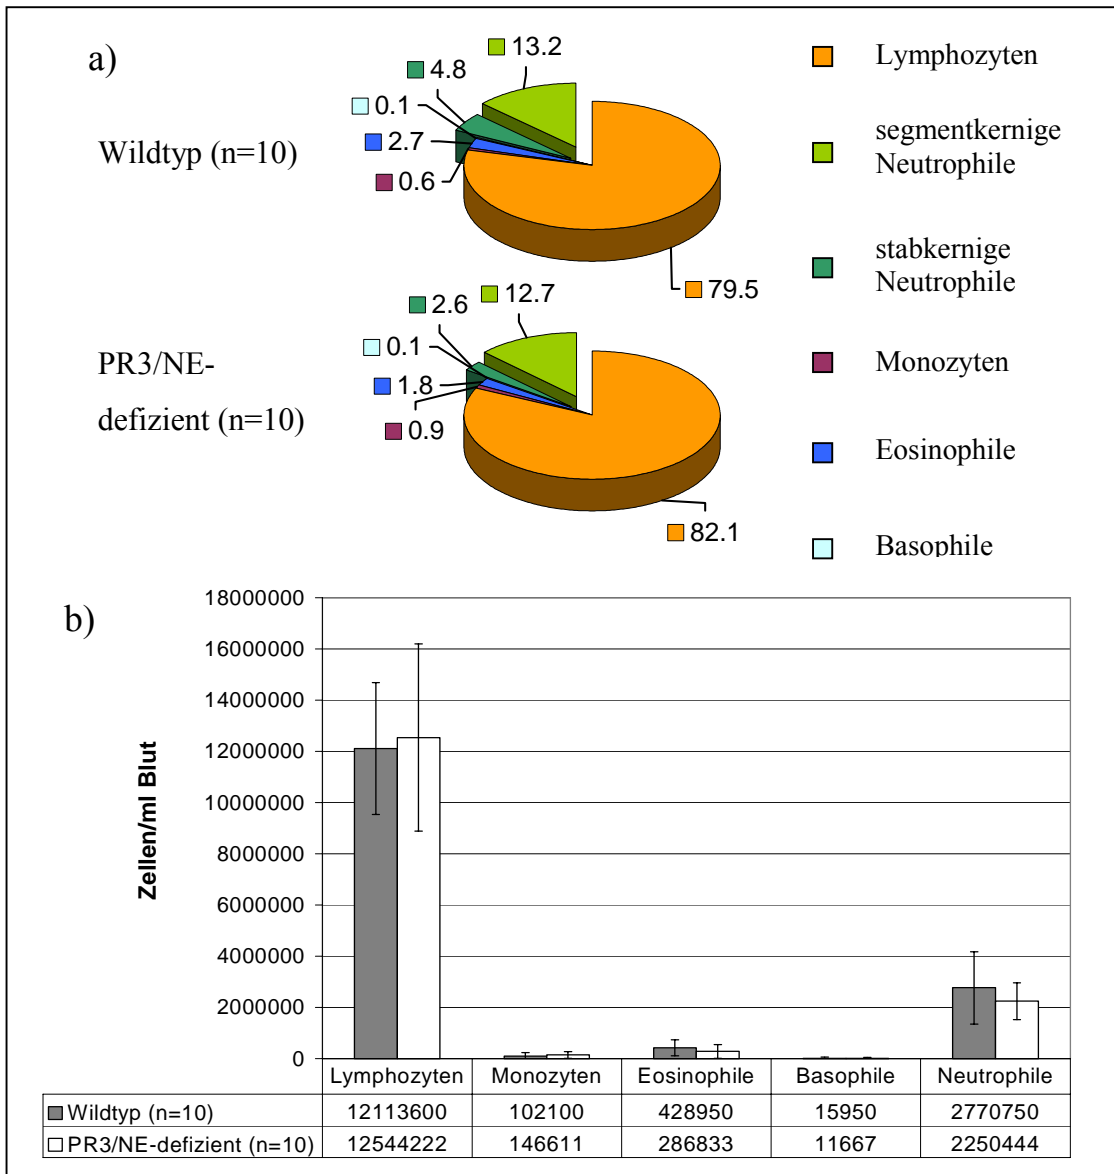 a)
Wildtyp (n=10)
13.2
4.8
0.1
2.7
0.6
79.5
PR3/NE-
defizient (n=10)
12.7
2.6
0.1
1.8
0.9
82.1
Lymphozyten
segmentkernige
Neutrophile
stabkernige
Neutrophile
Monozyten
Eosinophile
Basophile
b)
Zellen/ml Blut
18000000
16000000
14000000
12000000
10000000
8000000
6000000
4000000
2000000
0
Lymphozyten Monozyten Eosinophile Basophile Neutrophile
Wildtyp (n=10) 12113600 102100 428950 15950 2770750
PR3/NE-defizient (n=10) 12544222 146611 286833 11667 2250444